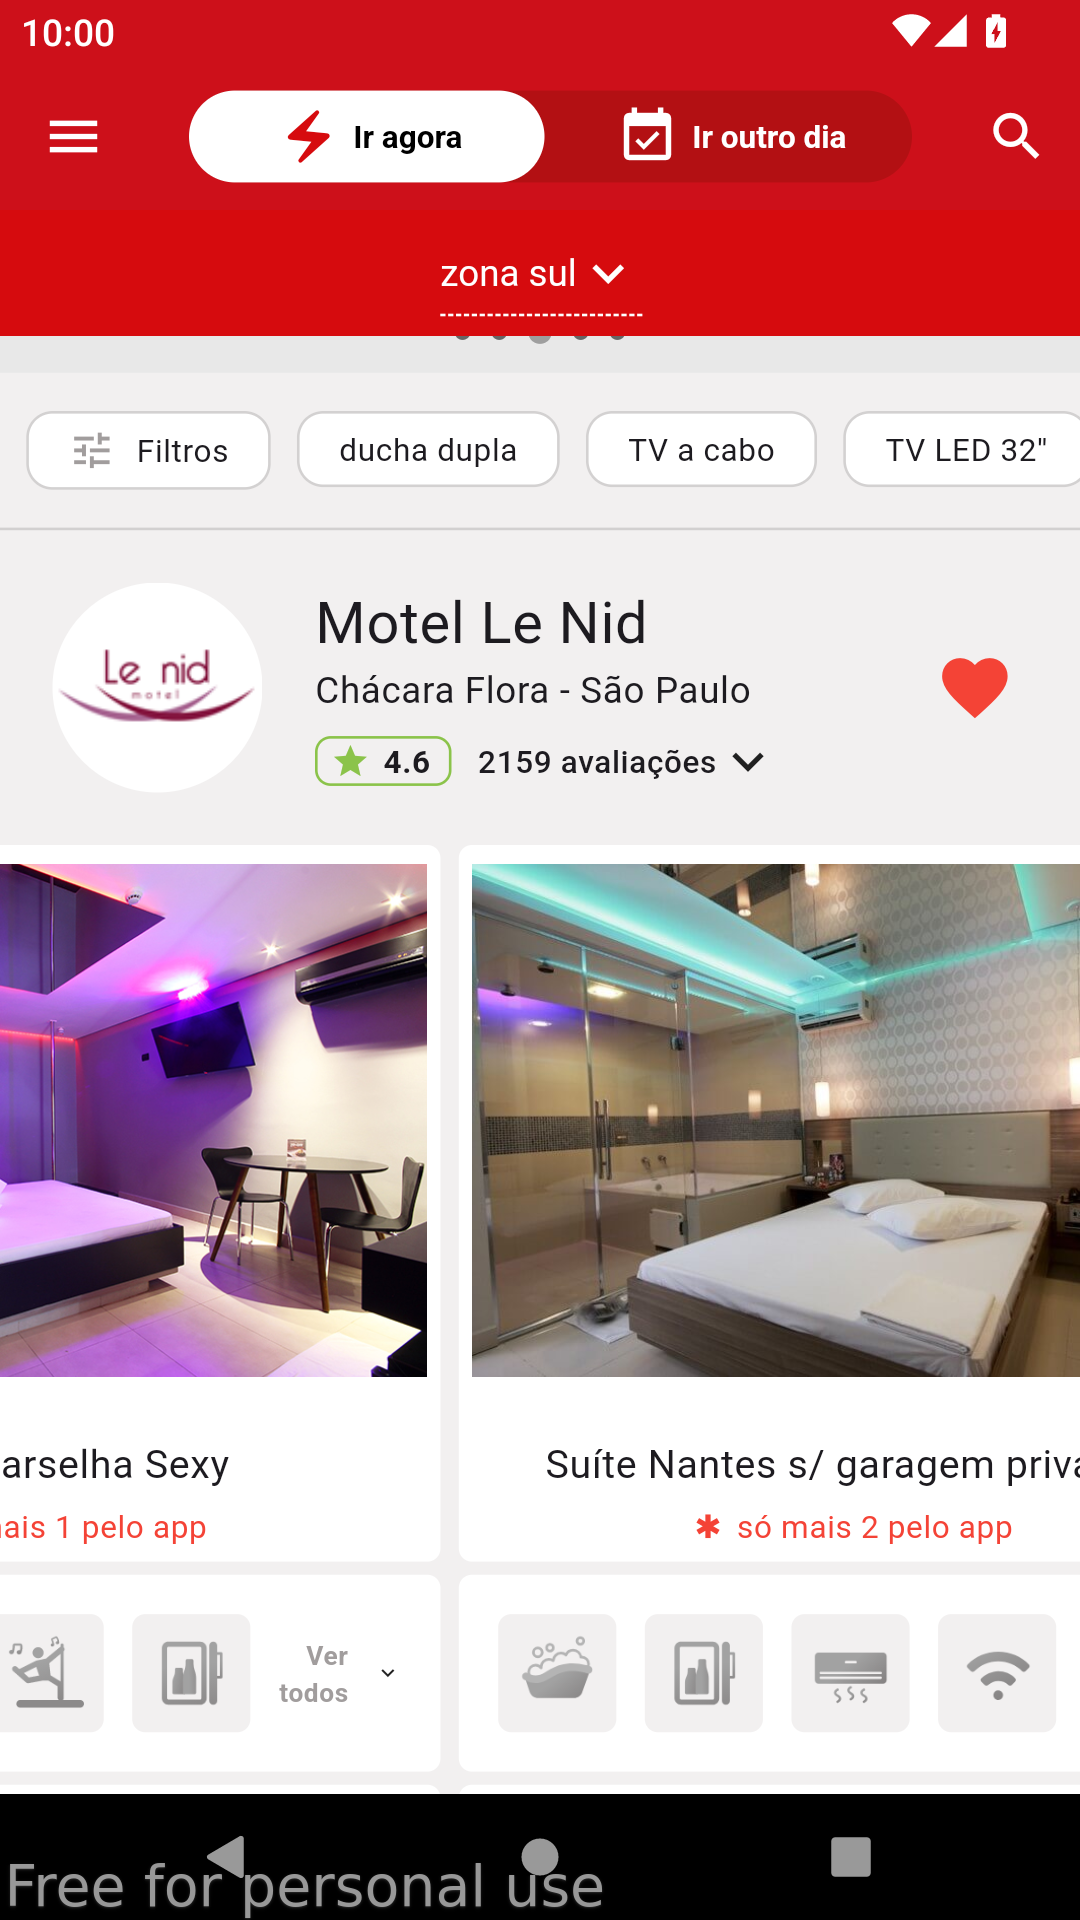 10:00
Ir agora
Ir outro dia
zona sul
Filtros
ducha dupla
TV a cabo
TV LED 32"
Le nid
motel
Motel Le Nid
Chácara Flora - São Paulo
4.6
2159 avaliações
arselha Sexy
Suíte Nantes s/ garagem priva
ais 1 pelo app
✱ só mais 2 pelo app
Ver
todos
Free for personal use